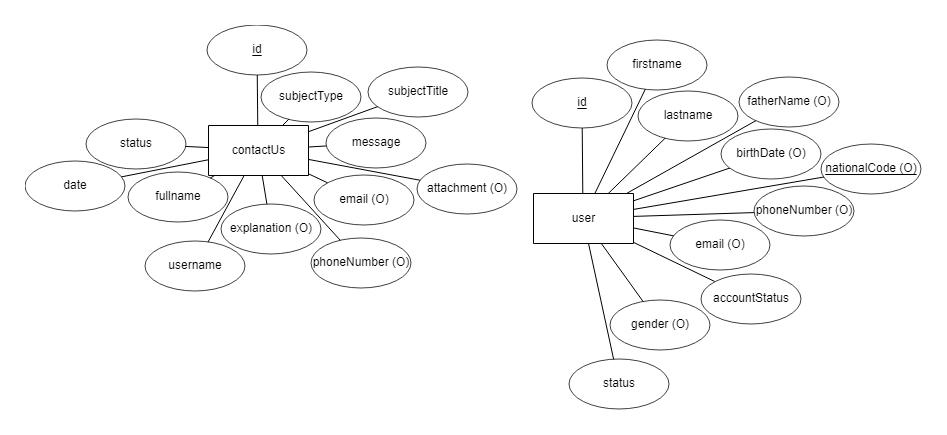 id
subjectType
subjectTitle
status
contactUs
message
date
fullname
email (O)
attachment (O)
explanation (O)
username
phoneNumber (O)
firstname
id
lastname
fatherName (O)
birthDate (O)
nationalCode (O)
user
phoneNumber (O)
email (O)
accountStatus
gender (O)
status